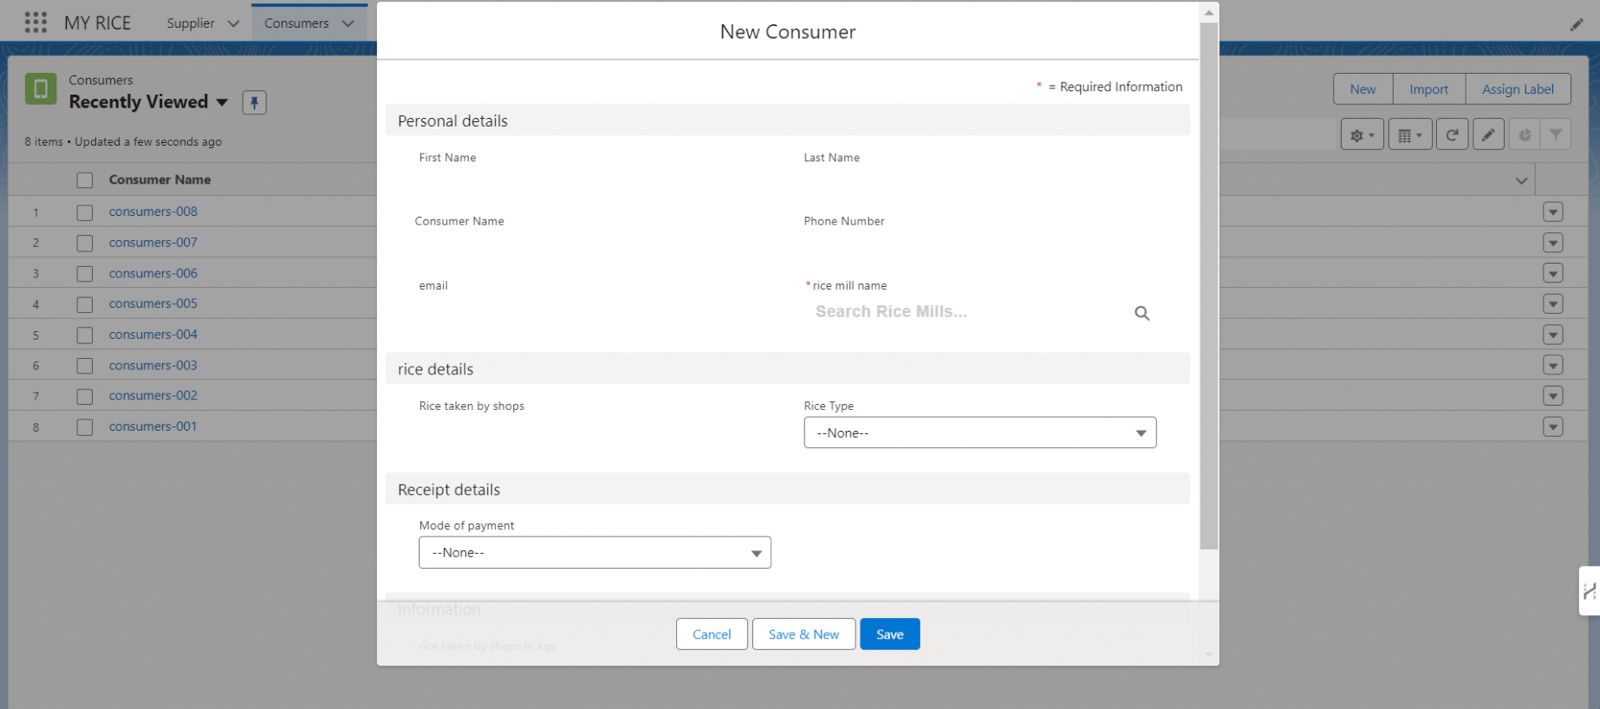 MY RICE Supplier Consumers
Consumers
Recently Viewed
8 items • Updated a few seconds ago
New Import Assign Label
Consumer Name
1 consumers-008
2 consumers-007
3 consumers-006
4 consumers-005
5 consumers-004
6 consumers-003
7 consumers-002
8 consumers-001
New Consumer
* = Required Information
Personal details
First Name Last Name
Consumer Name Phone Number
email *rice mill name
Search Rice Mills...
rice details
Rice taken by shops Rice Type
--None--
Receipt details
Mode of payment
--None--
Information
rice taken by shops in kgs
Cancel Save & New Save